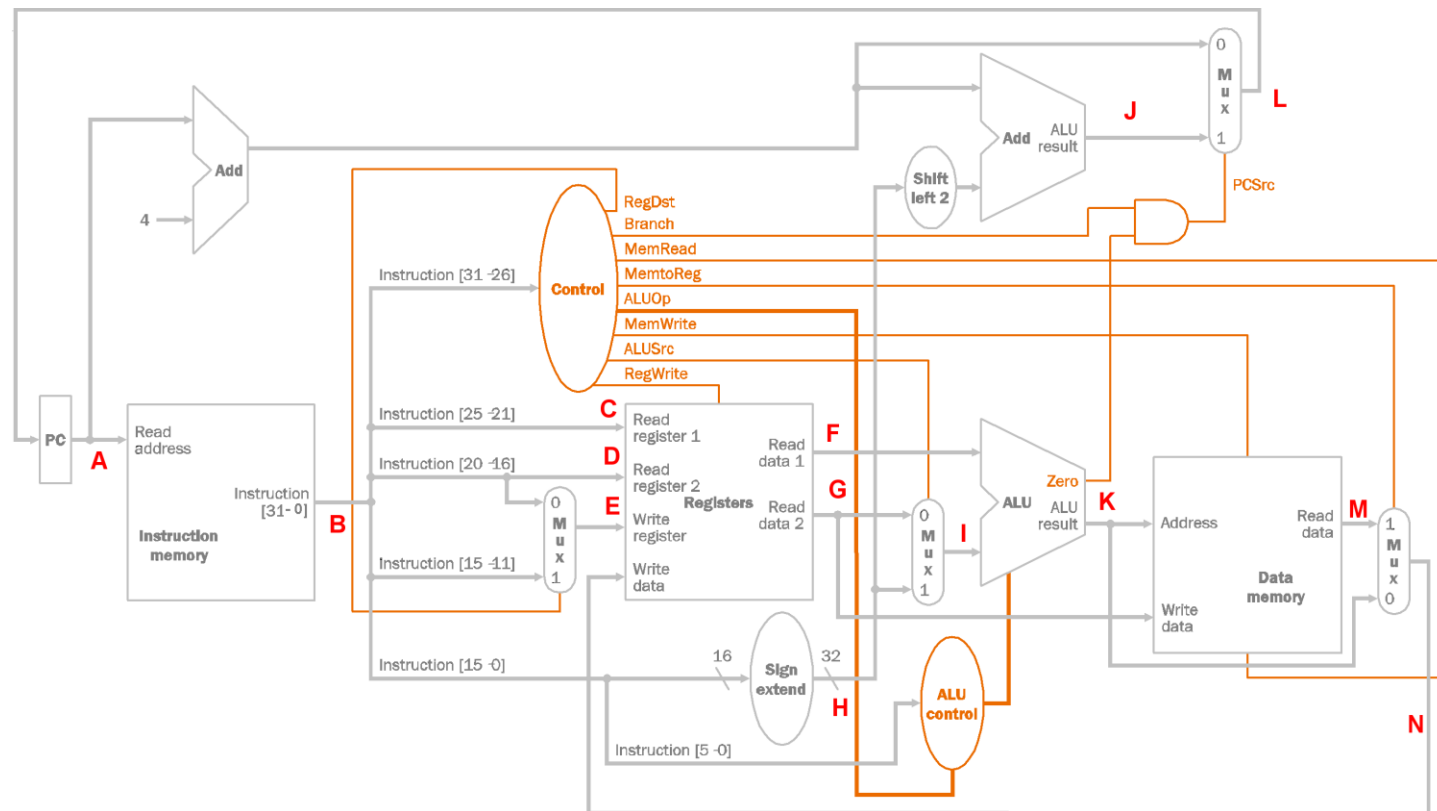 0
M
u
x
1
L
J
Add
ALU
result
Add
Shift
left 2
PCSrc
4
RegDst
Branch
MemRead
MemtoReg
ALUOp
MemWrite
ALUSrc
RegWrite
Control
Instruction [31-26]
PC
A
Read
address
Instruction
[31-0]
Instruction
memory
B
Instruction [25-21]
C
Instruction [20-16]
D
E
0
M
u
x
1
Instruction [15-11]
Read
register 1
Read
register 2
Write
register
Write
data
Registers
Read
data 1
Read
data 2
F
G
0
M
u
x
1
I
Zero
ALU
ALU
result
K
Address
Read
data
Data
memory
Write
data
M
1
M
u
x
0
N
Instruction [15-0]
16
Sign
extend
32
H
ALU
control
Instruction [5-0]